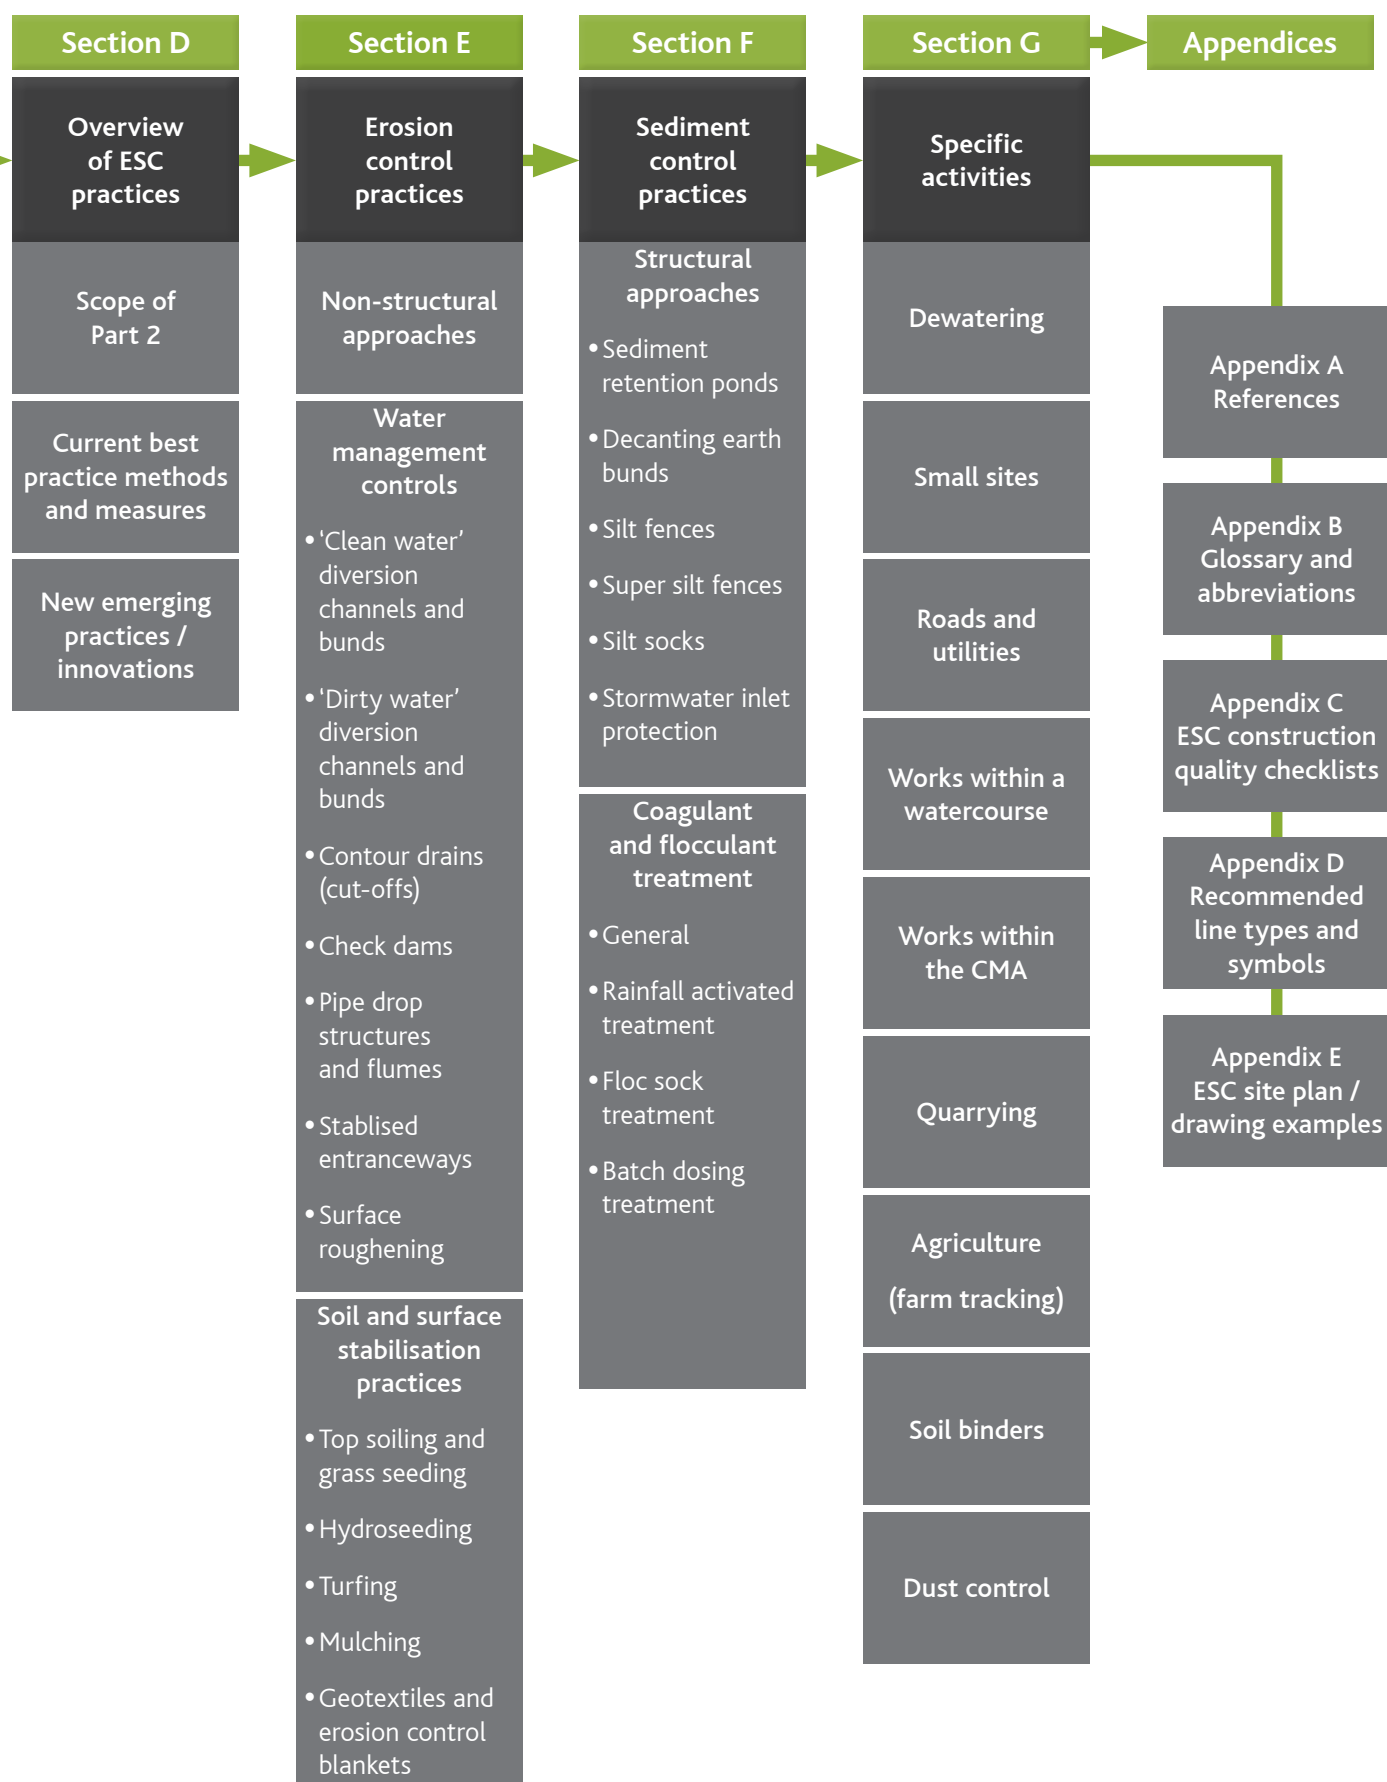 Section D
Overview
of ESC
practices
Scope of
Part 2
Current best
practice methods
and measures
New emerging
practices /
innovations
Section E
Erosion
control
practices
Non-structural
approaches
Water
management
controls
• ‘Clean water’
diversion
channels and
bunds
• ‘Dirty water’
diversion
channels and
bunds
• Contour drains
(cut-offs)
• Check dams
• Pipe drop
structures
and flumes
• Stablised
entranceways
• Surface
roughening
Soil and surface
stabilisation
practices
• Top soiling and
grass seeding
• Hydroseeding
• Turfing
• Mulching
• Geotextiles and
erosion control
blankets
Section F
Sediment
control
practices
Structural
approaches
• Sediment
retention ponds
• Decanting earth
bunds
• Silt fences
• Super silt fences
• Silt socks
• Stormwater inlet
protection
Coagulant
and flocculant
treatment
• General
• Rainfall activated
treatment
• Floc sock
treatment
• Batch dosing
treatment
Section G
Specific
activities
Dewatering
Small sites
Roads and
utilities
Works within a
watercourse
Works within
the CMA
Quarrying
Agriculture
(farm tracking)
Soil binders
Dust control
Appendices
Appendix A
References
Appendix B
Glossary and
abbreviations
Appendix C
ESC construction
quality checklists
Appendix D
Recommended
line types and
symbols
Appendix E
ESC site plan /
drawing examples